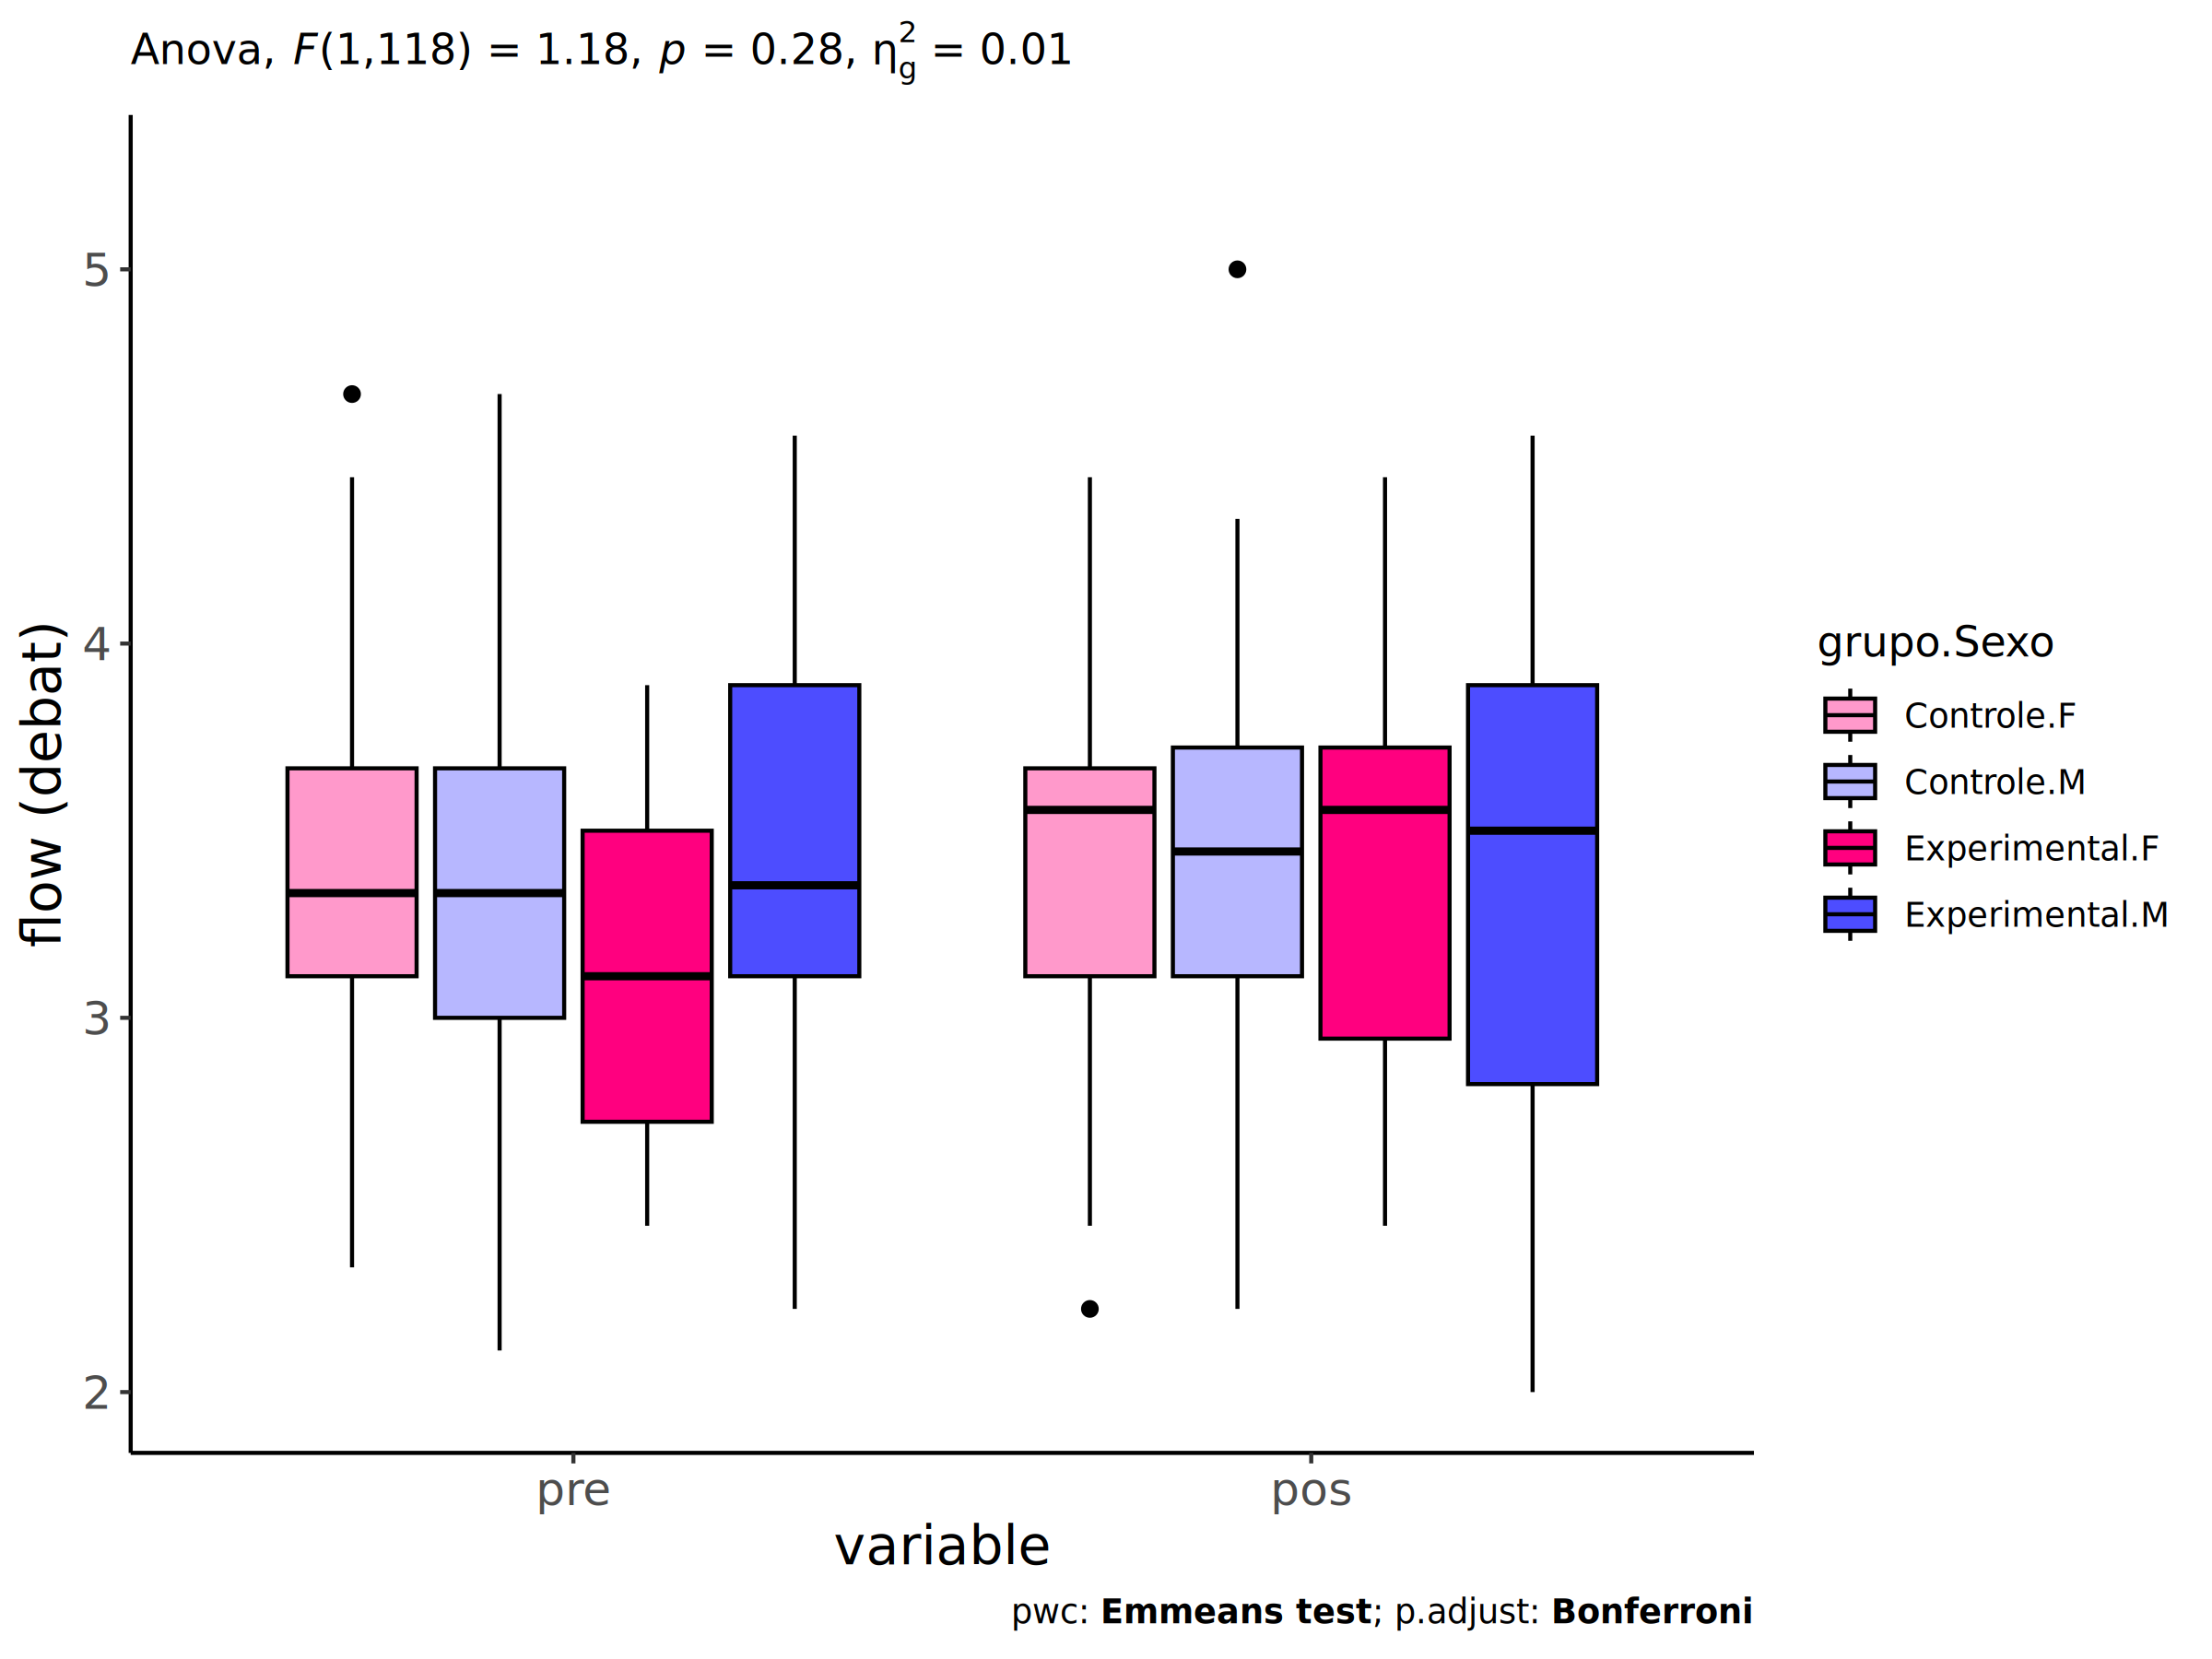 Anova, F(1,118) = 1.18, p = 0.28, η²g = 0.01
flow (debat)
5
4
3
2
pre
pos
variable
grupo.Sexo
Controle.F
Controle.M
Experimental.F
Experimental.M
pwc: Emmeans test; p.adjust: Bonferroni